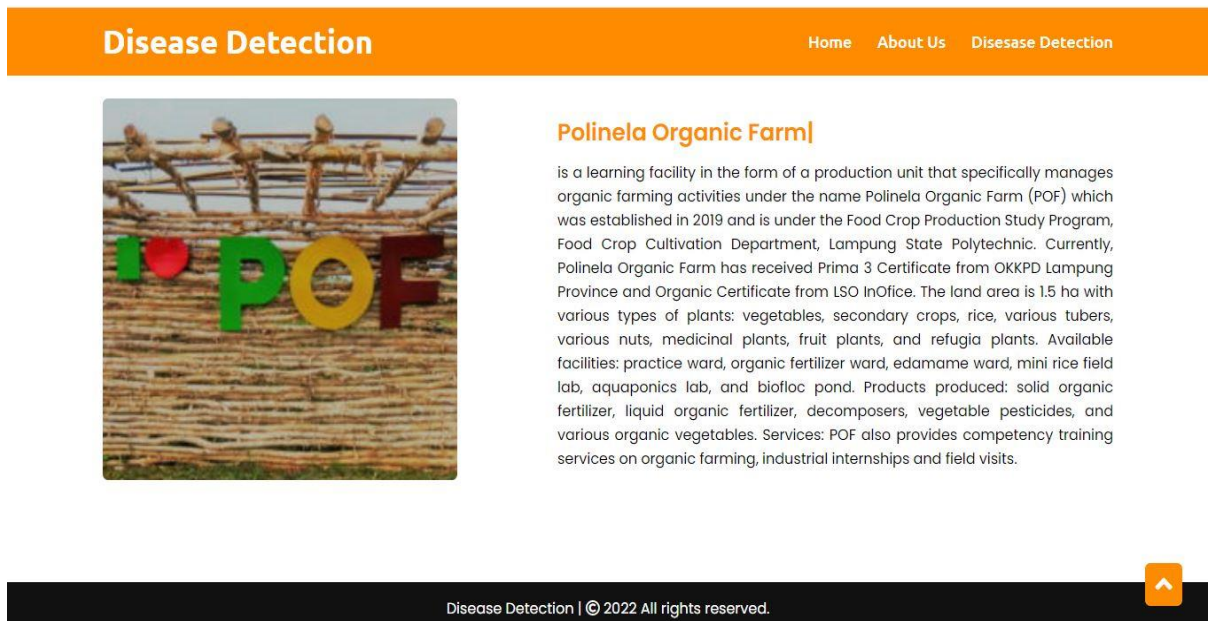 Disease Detection
Home About Us Disesase Detection
I ♥ POF
Polinela Organic Farm|
is a learning facility in the form of a production unit that specifically manages
organic farming activities under the name Polinela Organic Farm (POF) which
was established in 2019 and is under the Food Crop Production Study Program,
Food Crop Cultivation Department, Lampung State Polytechnic. Currently,
Polinela Organic Farm has received Prima 3 Certificate from OKKPD Lampung
Province and Organic Certificate from LSO InOfice. The land area is 1.5 ha with
various types of plants: vegetables, secondary crops, rice, various tubers,
various nuts, medicinal plants, fruit plants, and refugia plants. Available
facilities: practice ward, organic fertilizer ward, edamame ward, mini rice field
lab, aquaponics lab, and biofloc pond. Products produced: solid organic
fertilizer, liquid organic fertilizer, decomposers, vegetable pesticides, and
various organic vegetables. Services: POF also provides competency training
services on organic farming, industrial internships and field visits.
Disease Detection | © 2022 All rights reserved.